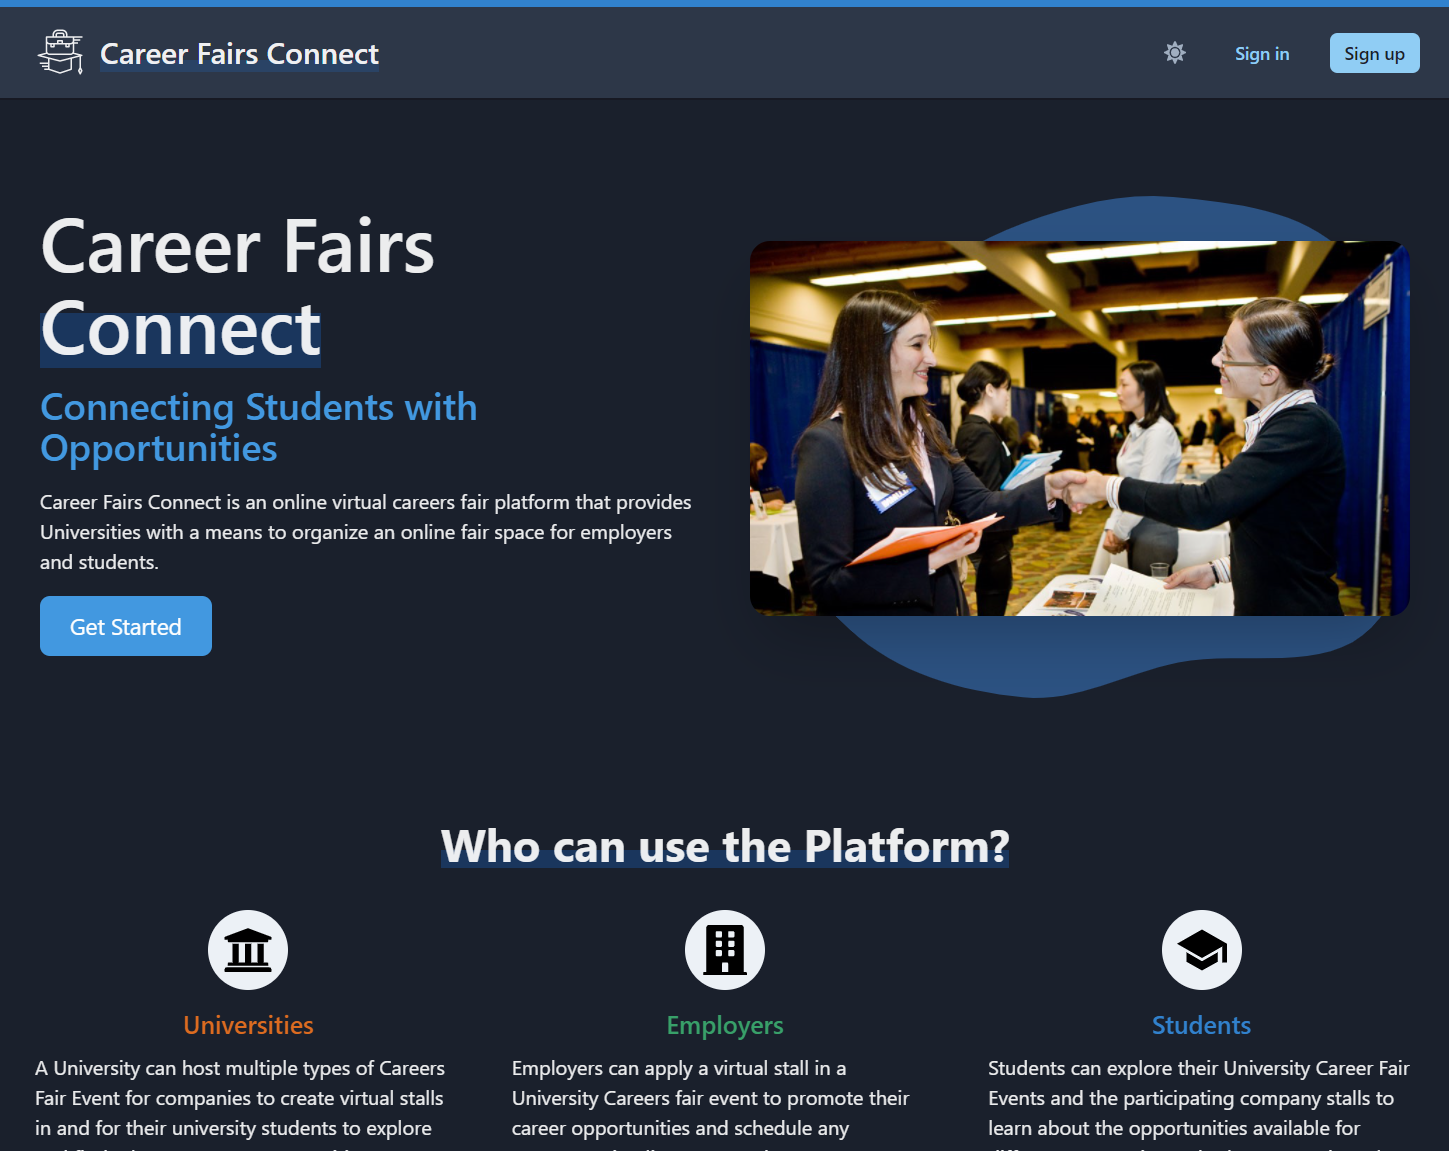 Career Fairs Connect
Sign in
Sign up
Career Fairs
Connect
Connecting Students with
Opportunities
Career Fairs Connect is an online virtual careers fair platform that provides
Universities with a means to organize an online fair space for employers
and students.
Get Started
Who can use the Platform?
Universities
A University can host multiple types of Careers
Fair Event for companies to create virtual stalls
in and for their university students to explore
Employers
Employers can apply a virtual stall in a
University Careers fair event to promote their
career opportunities and schedule any
Students
Students can explore their University Career Fair
Events and the participating company stalls to
learn about the opportunities available for